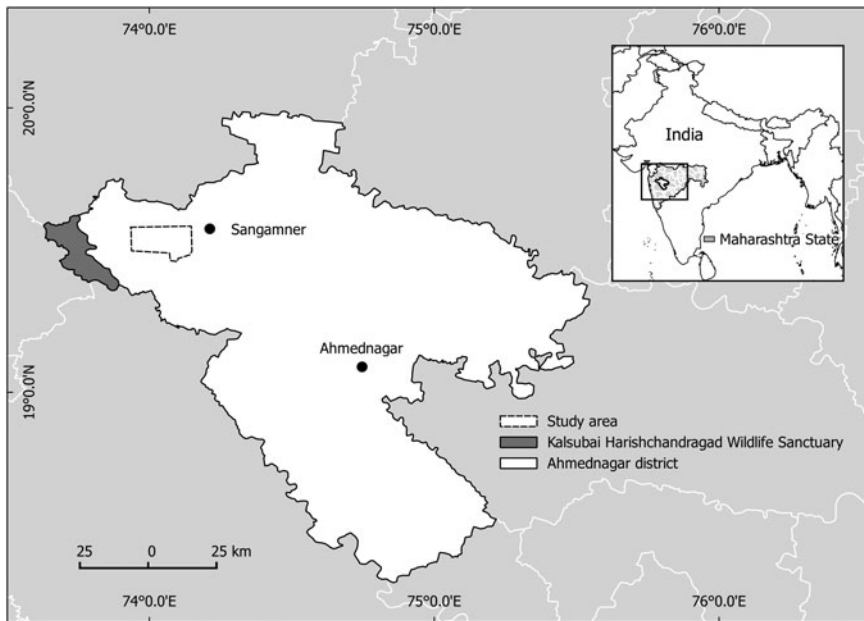 74°0.0'E 75°0.0'E 76°0.0'E
20°0.0'N
India
Maharashtra State
Sangamner
Ahmednagar
19°0.0'N
Study area
Kalsubai Harishchandragad Wildlife Sanctuary
Ahmednagar district
25 0 25 km
74°0.0'E 75°0.0'E 76°0.0'E